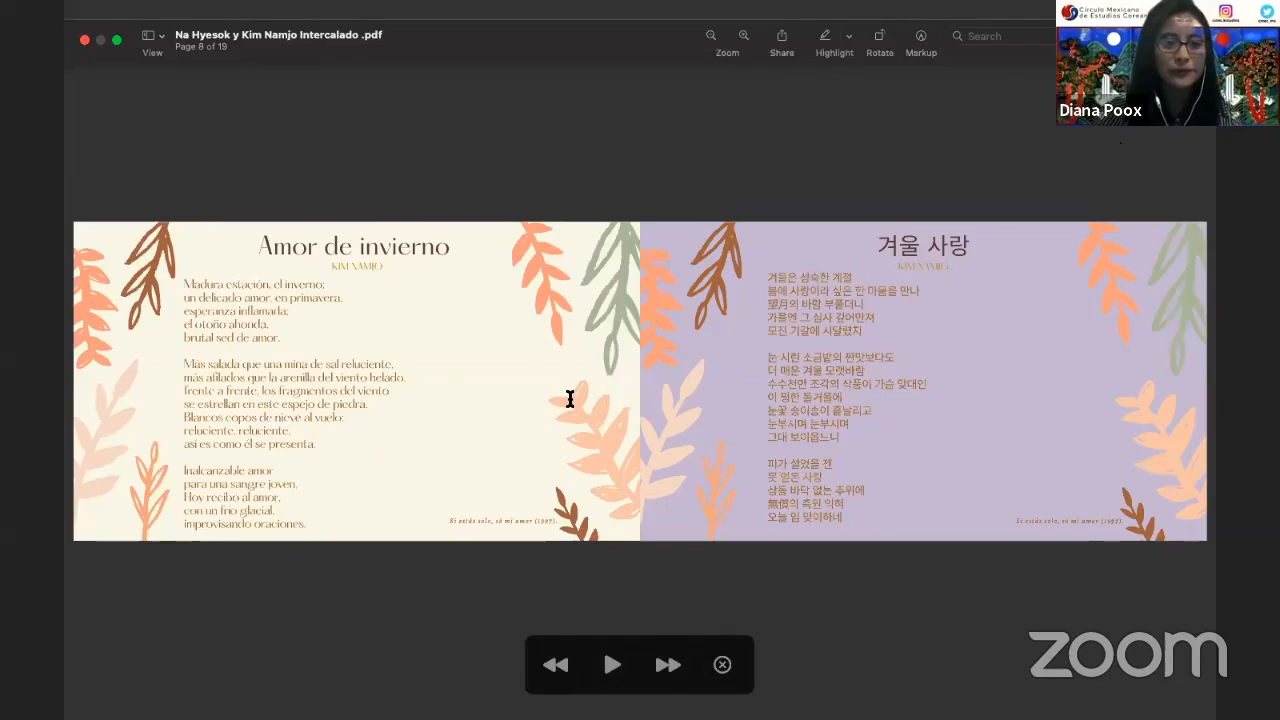 Na Hyesok y Kim Namjo Intercalado .pdf
Page 8 of 19
View
Zoom
Share
Highlight
Rotate
Markup
Search
Círculo Mexicano
de Estudios Corea
Diana Poox
Amor de invierno
KIM NAMJO
Madura estación, el inverno;
un delicado amor, en primavera,
esperanza inflamada;
el otoño ahonda,
brutal sed de amor.
Más salada que una mina de sal reluciente,
más afilados que la arenilla del viento helado,
frente a frente, los fragmentos del viento
se estrellan en este espejo de piedra.
Blancos copos de nieve al vuelo;
reluciente, reluciente,
así es como él se presenta.
Inalcanzable amor
para una sangre joven,
Hoy recibo al amor,
con un frío glacial,
improvisando oraciones.
Si estás solo, sé mi amor (1997).
겨울 사랑
KIM NAMJO
겨울은 성숙한 계절
봄에 사랑이라 싶은 한 마음을 만나
望月의 바람 부풀더니
가을엔 그 심사 깊어만져
모진 기갈에 시달렸지
눈 시린 소금밭의 짠맛보다도
더 매운 겨울 모랫바람
수수천만 조각의 삭풍이 가슴 맞대인
이 찡한 돌거울에
눈꽃 송이송이 흩날리고
눈부시며 눈부시며
그대 보이옵느니
피가 설었을 젠
못 얻은 사랑
삼동 바닥 없는 추위에
無償의 축원 익혀
오늘 임 맞이하네
Si estás solo, sé mi amor (1997).
zoom